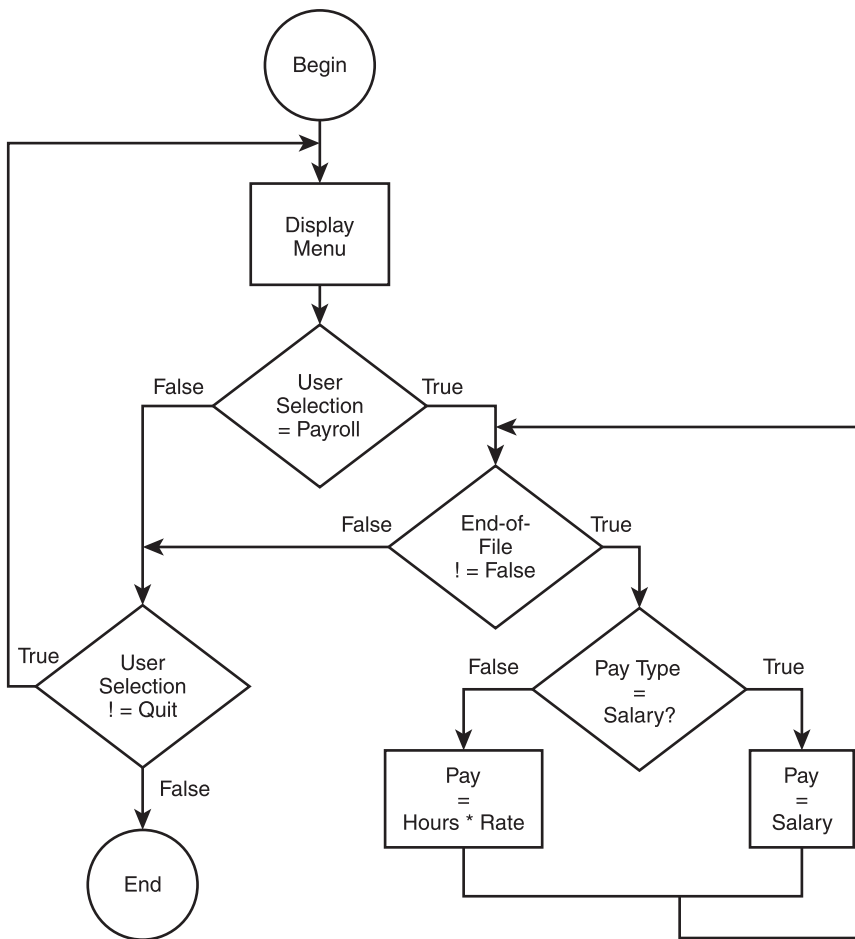 Begin
Display
Menu
False
User
Selection
= Payroll
True
False
End-of-
File
! = False
True
True
User
Selection
! = Quit
False
Pay Type
=
Salary?
True
False
Pay
=
Hours * Rate
Pay
=
Salary
End